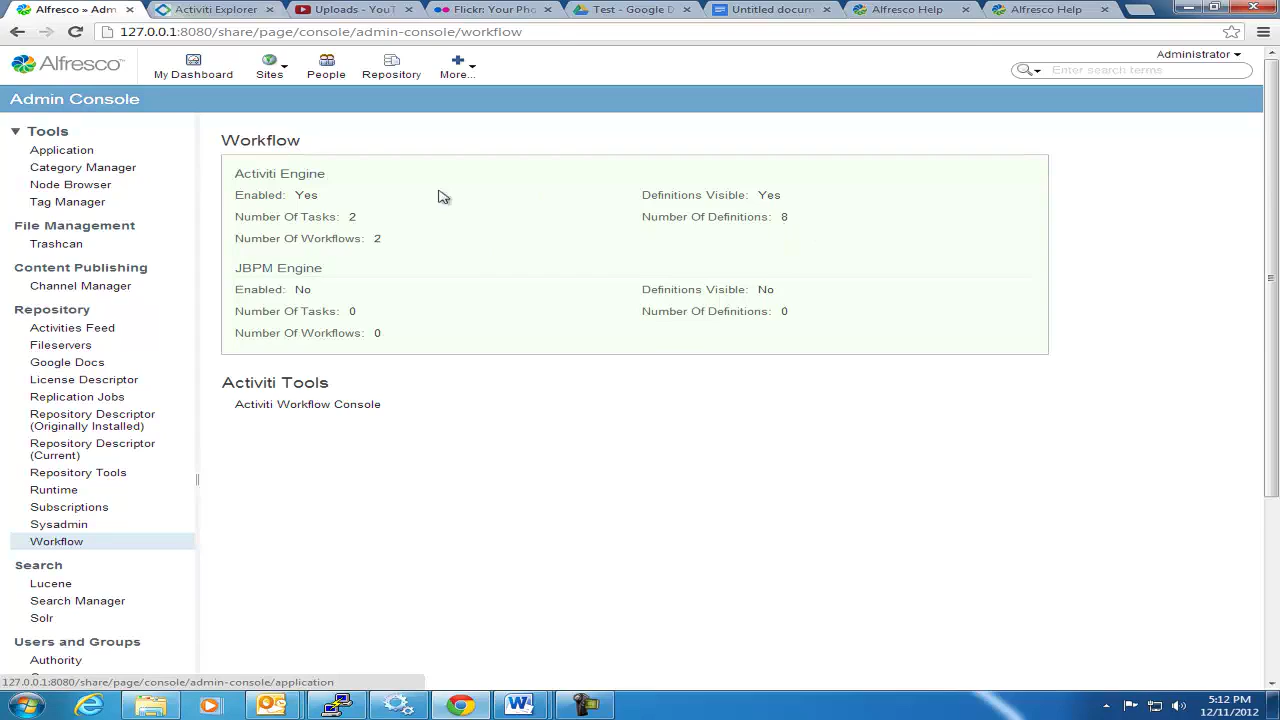 Alfresco » Adm
Activiti Explorer
Uploads - YouT
Flickr: Your Pho
Test - Google D
Untitled docum
Alfresco Help
Alfresco Help
127.0.0.1:8080/share/page/console/admin-console/workflow
Alfresco™
My Dashboard
Sites
People
Repository
More...
Administrator
Enter search terms
Admin Console
Tools
Application
Category Manager
Node Browser
Tag Manager
File Management
Trashcan
Content Publishing
Channel Manager
Repository
Activities Feed
Fileservers
Google Docs
License Descriptor
Replication Jobs
Repository Descriptor
(Originally Installed)
Repository Descriptor
(Current)
Repository Tools
Runtime
Subscriptions
Sysadmin
Workflow
Search
Lucene
Search Manager
Solr
Users and Groups
Authority
Workflow
Activiti Engine
Enabled: Yes
Definitions Visible: Yes
Number Of Tasks: 2
Number Of Definitions: 8
Number Of Workflows: 2
JBPM Engine
Enabled: No
Definitions Visible: No
Number Of Tasks: 0
Number Of Definitions: 0
Number Of Workflows: 0
Activiti Tools
Activiti Workflow Console
127.0.0.1:8080/share/page/console/admin-console/application
5:12 PM
12/11/2012